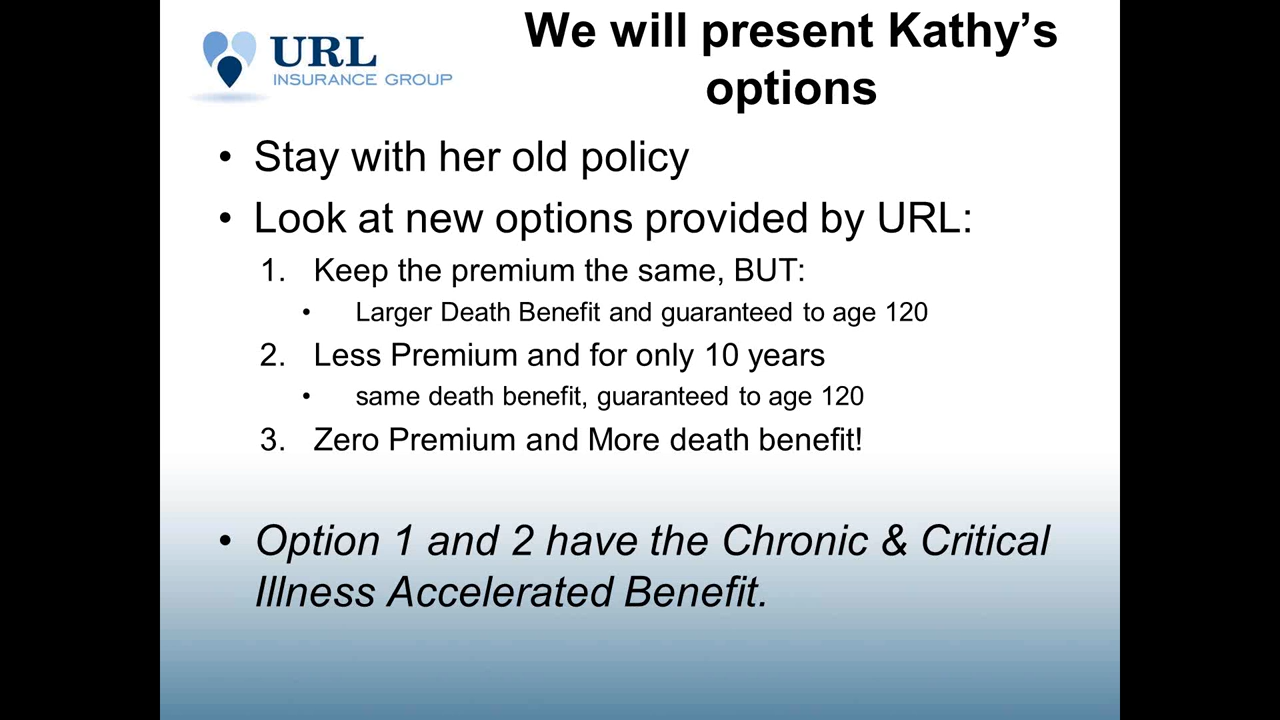 URL
INSURANCE GROUP
We will present Kathy's
options
• Stay with her old policy
• Look at new options provided by URL:
1. Keep the premium the same, BUT:
• Larger Death Benefit and guaranteed to age 120
2. Less Premium and for only 10 years
• same death benefit, guaranteed to age 120
3. Zero Premium and More death benefit!
• Option 1 and 2 have the Chronic & Critical
Illness Accelerated Benefit.